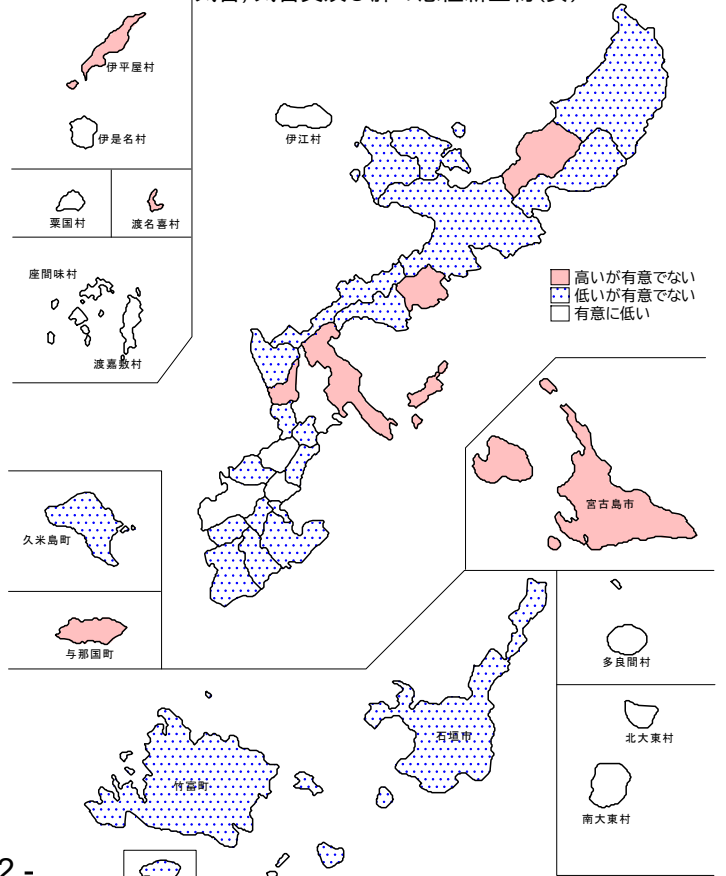 伊平屋村
伊是名村
伊江村
粟国村
渡名喜村
座間味村
渡嘉敷村
高いが有意でない
低いが有意でない
有意に低い
宮古島市
久米島町
与那国町
多良間村
石垣市
北大東村
竹富町
南大東村
2 -